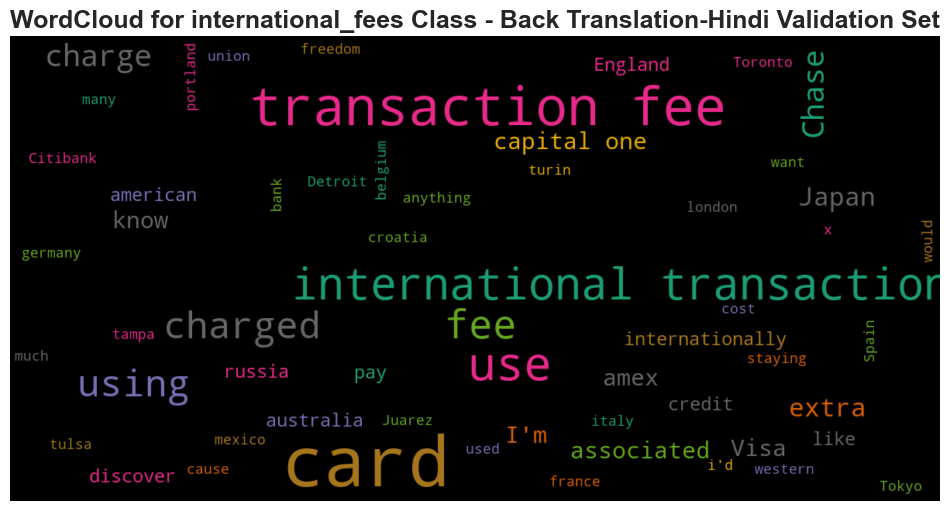 WordCloud for international_fees Class - Back Translation-Hindi Validation Set
charge
portland
union
freedom
England
Toronto
Chase
many
transaction fee
capital one
Citibank
belgium
turin
want
american
bank
Detroit
anything
Japan
know
london
croatia
x
would
germany
international transaction
cost
tampa
charged
fee
internationally
Spain
much
use
staying
using
russia
pay
amex
credit
extra
australia
Juarez
italy
tulsa
mexico
card
used
I'm
associated
Visa
like
discover
cause
i'd
western
france
Tokyo